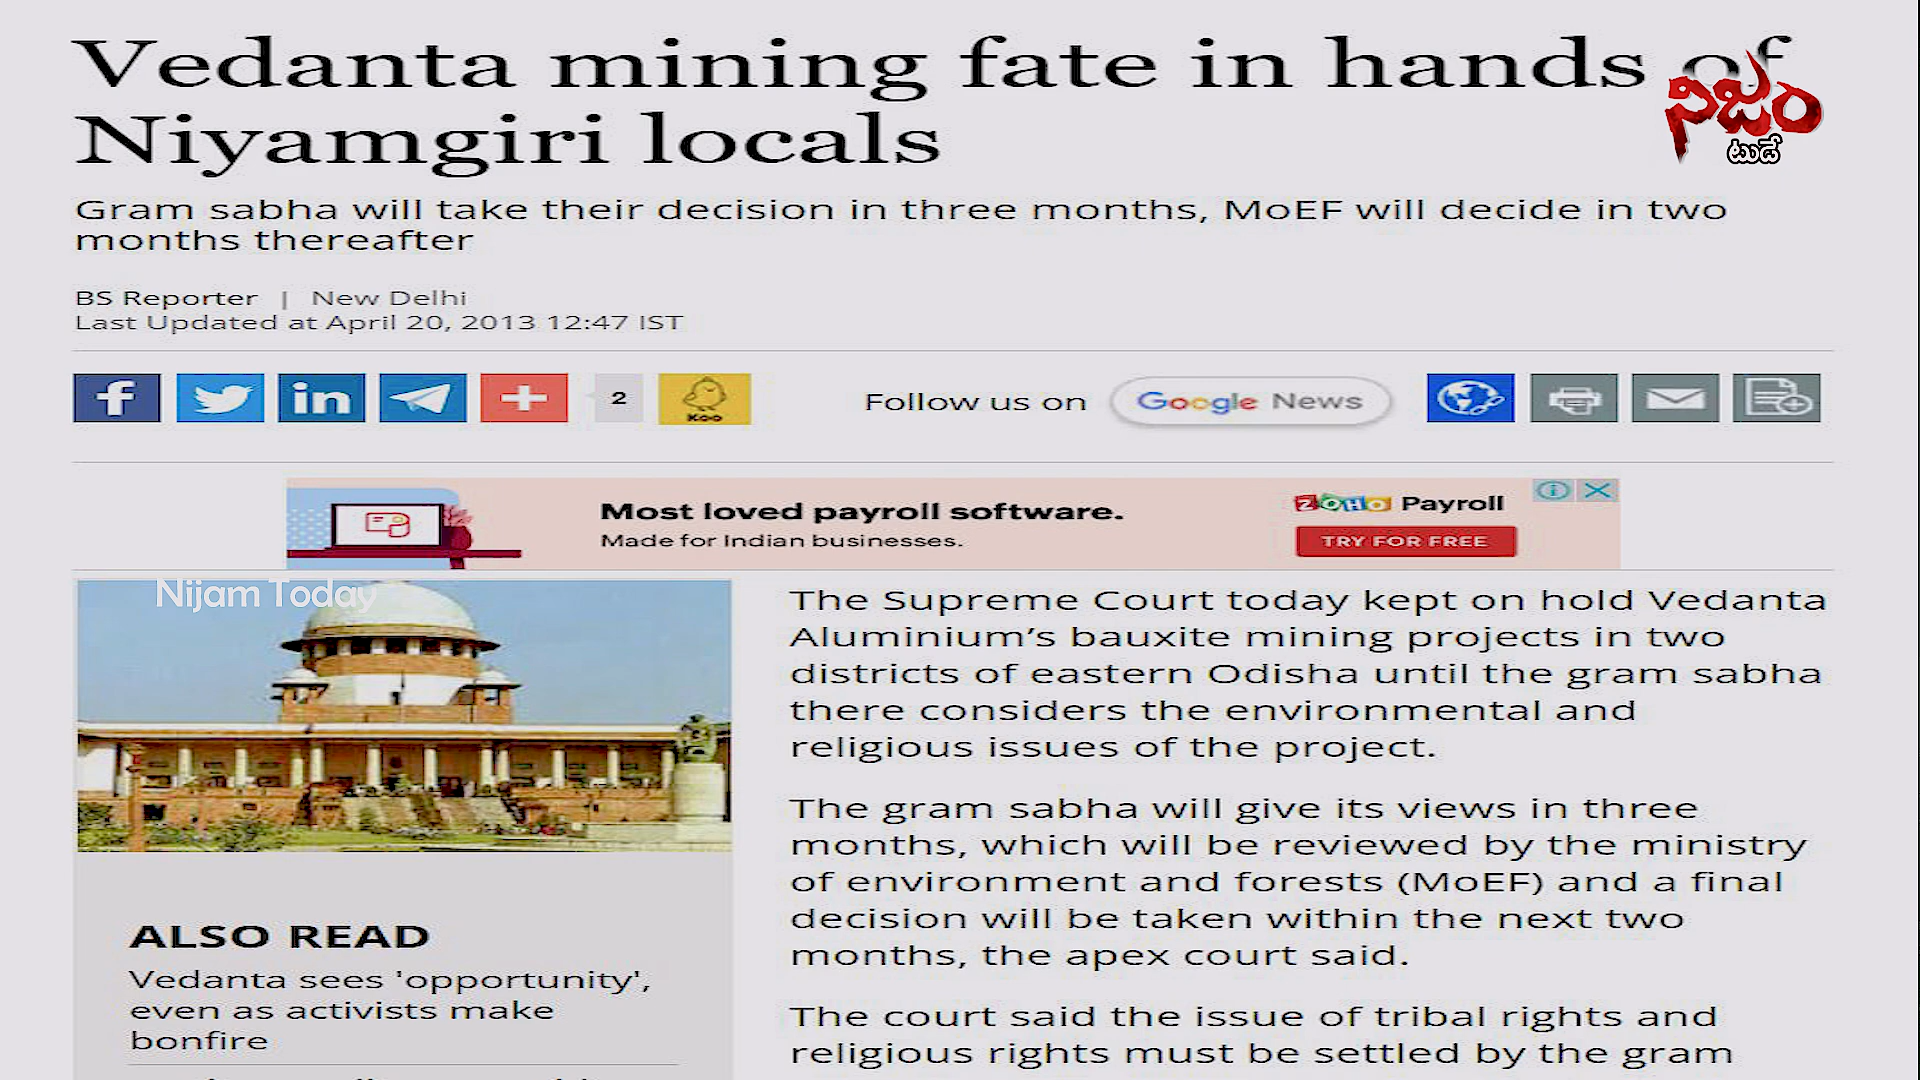 Vedanta mining fate in hands of
Niyamgiri locals
నిజం
టుడే
Gram sabha will take their decision in three months, MoEF will decide in two
months thereafter
BS Reporter | New Delhi
Last Updated at April 20, 2013 12:47 IST
f
in
+
2
Koo
Follow us on
Google News
Most loved payroll software.
Made for Indian businesses.
ZOHO Payroll
TRY FOR FREE
Nijam Today
The Supreme Court today kept on hold Vedanta
Aluminium’s bauxite mining projects in two
districts of eastern Odisha until the gram sabha
there considers the environmental and
religious issues of the project.
The gram sabha will give its views in three
months, which will be reviewed by the ministry
of environment and forests (MoEF) and a final
decision will be taken within the next two
months, the apex court said.
The court said the issue of tribal rights and
religious rights must be settled by the gram
ALSO READ
Vedanta sees 'opportunity',
even as activists make
bonfire